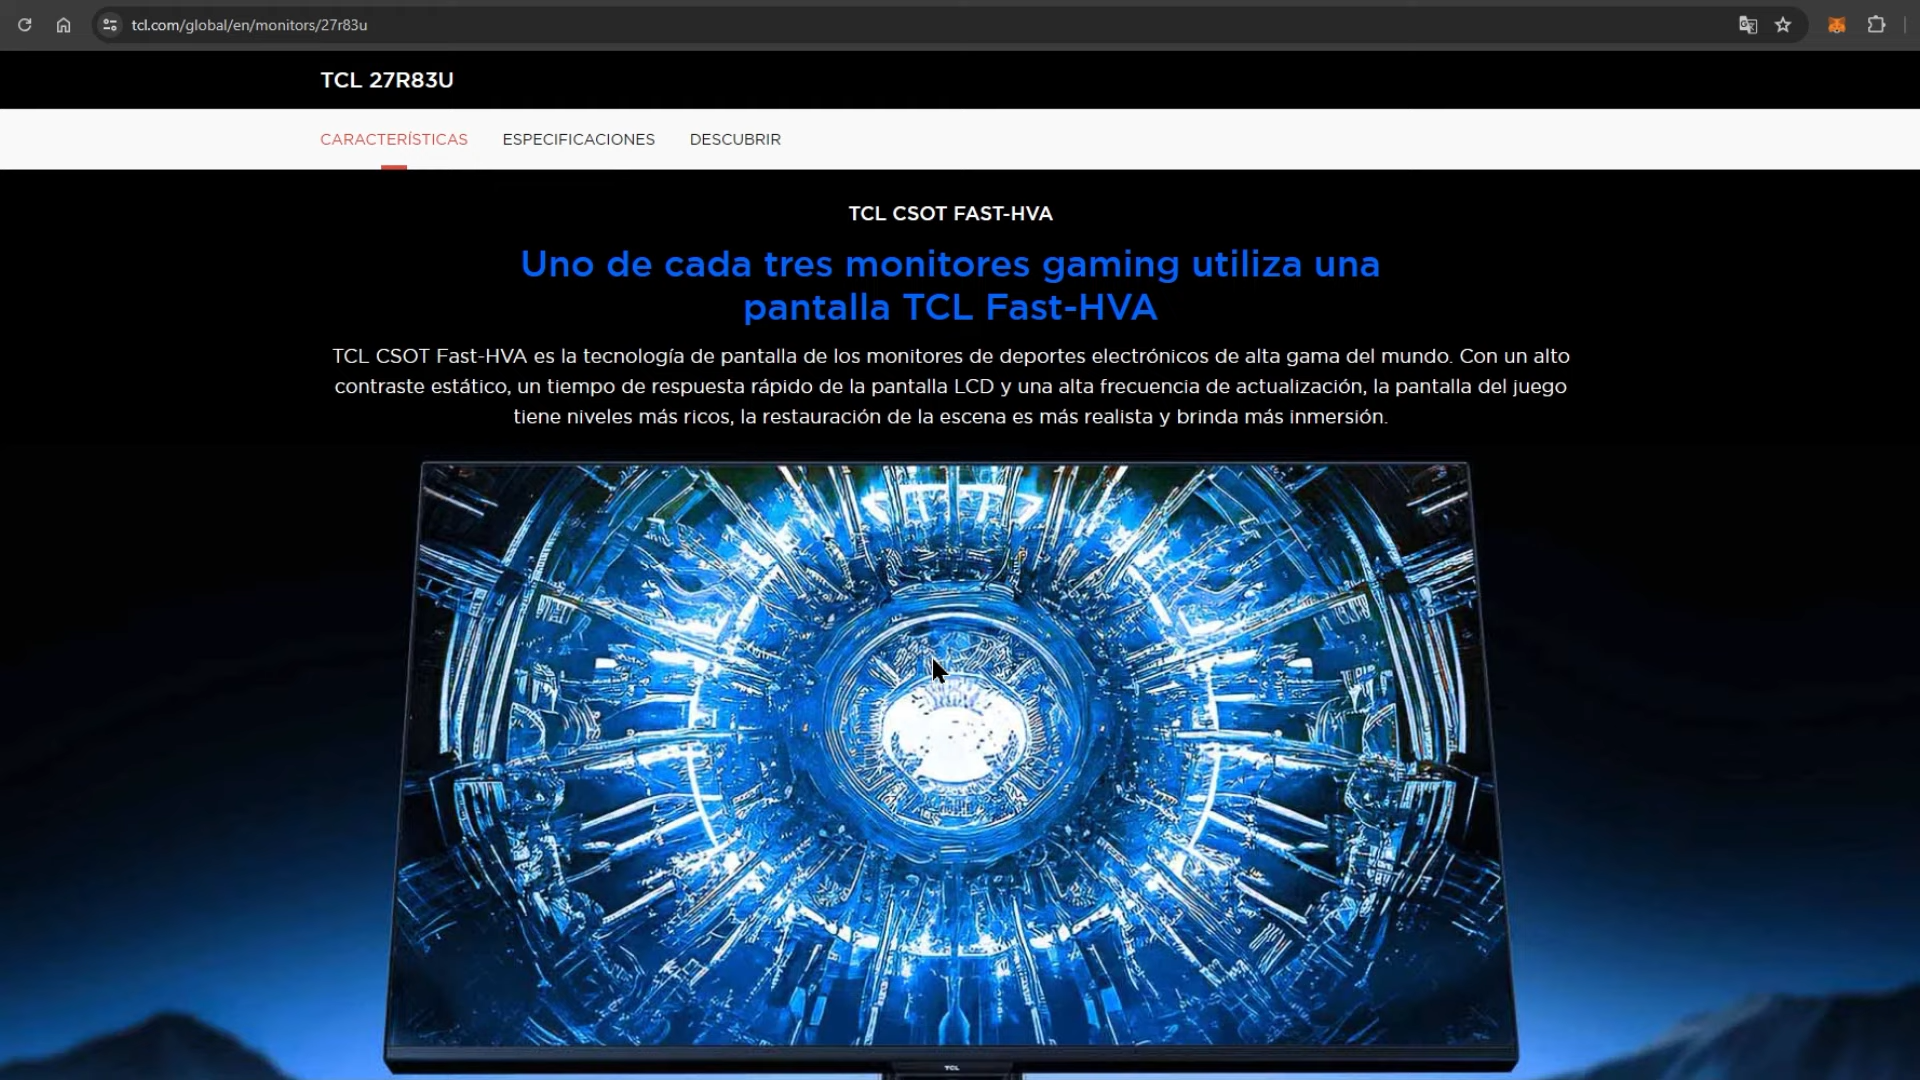 tcl.com/global/en/monitors/27r83u
TCL 27R83U
CARACTERÍSTICAS ESPECIFICACIONES DESCUBRIR
TCL CSOT FAST-HVA
Uno de cada tres monitores gaming utiliza una
pantalla TCL Fast-HVA
TCL CSOT Fast-HVA es la tecnología de pantalla de los monitores de deportes electrónicos de alta gama del mundo. Con un alto
contraste estático, un tiempo de respuesta rápido de la pantalla LCD y una alta frecuencia de actualización, la pantalla del juego
tiene niveles más ricos, la restauración de la escena es más realista y brinda más inmersión.
TCL